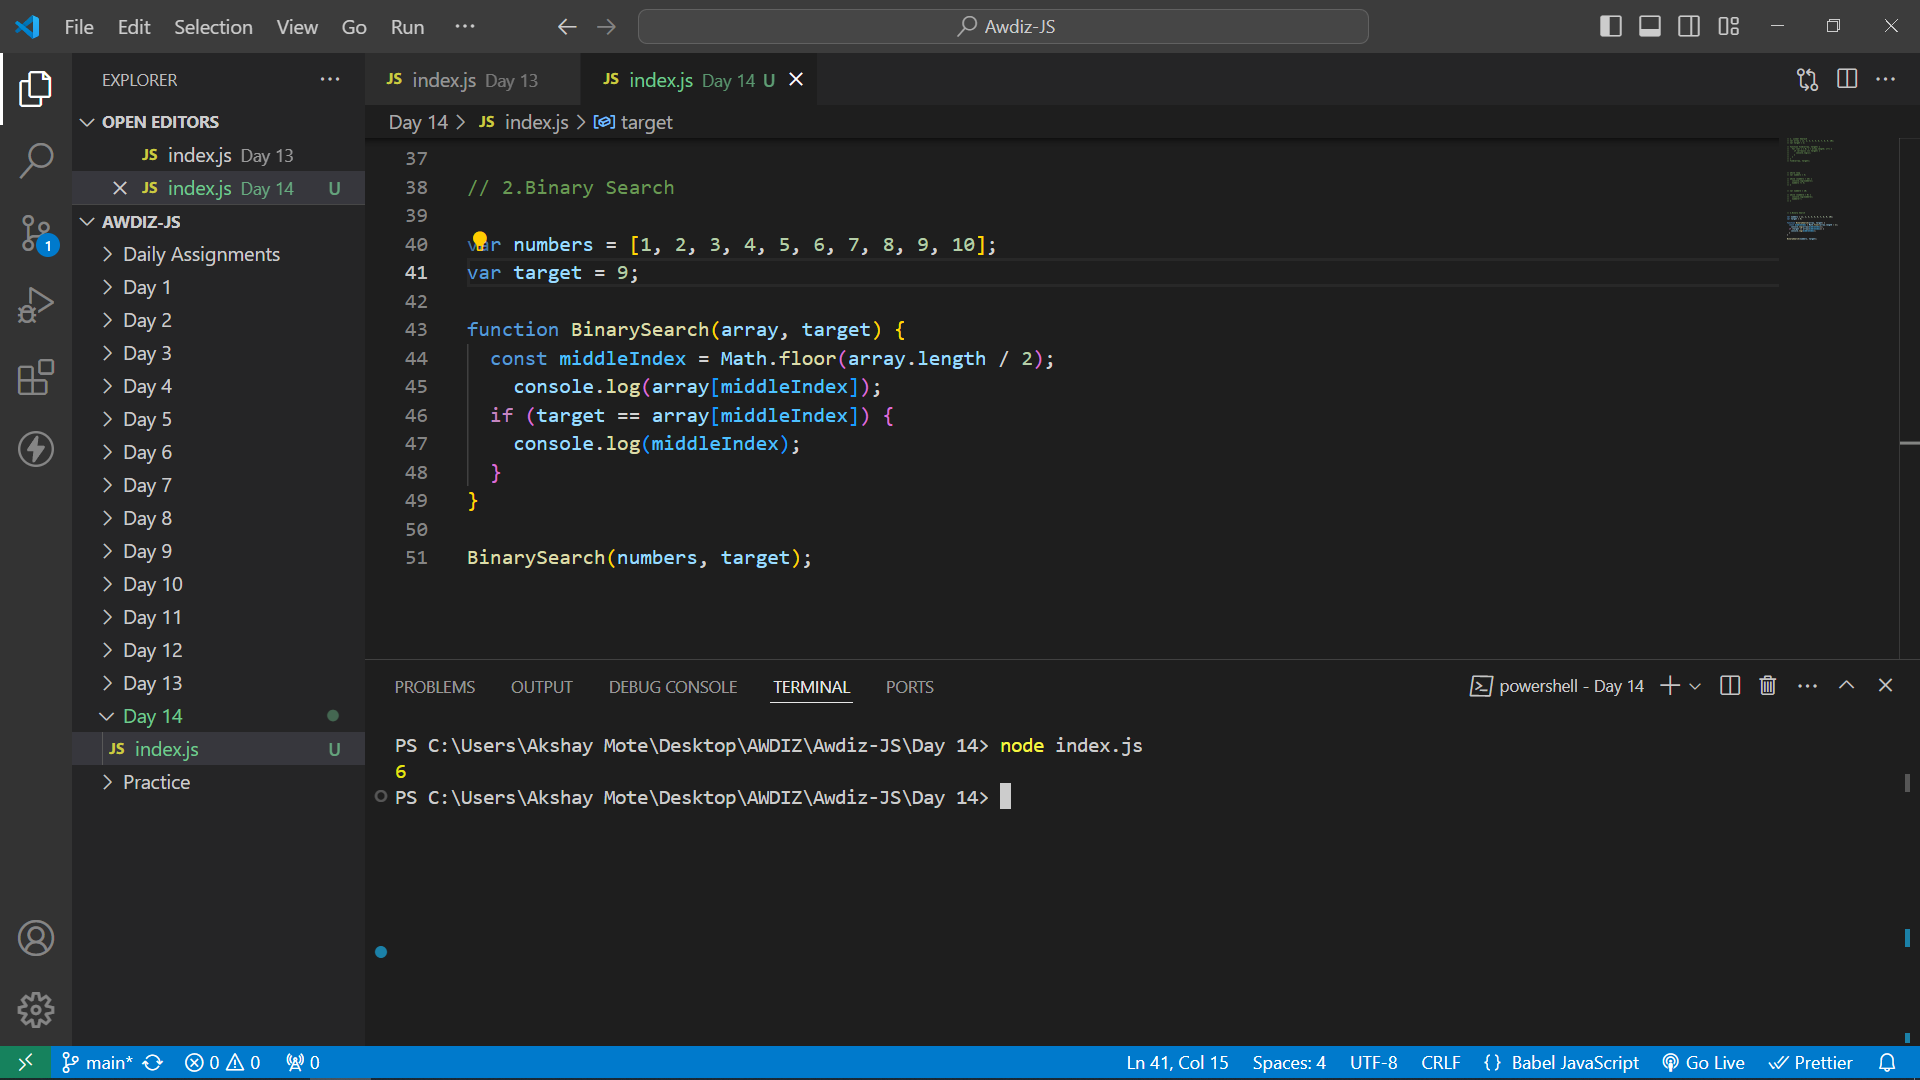 File Edit Selection View Go Run ···
Awdiz-JS
EXPLORER
OPEN EDITORS
JS index.js Day 13
JS index.js Day 14 U
AWDIZ-JS
Daily Assignments
Day 1
Day 2
Day 3
Day 4
Day 5
Day 6
Day 7
Day 8
Day 9
Day 10
Day 11
Day 12
Day 13
Day 14
JS index.js U
Practice
1
JS index.js Day 13
JS index.js Day 14 U
Day 14 > JS index.js > target
37
38 // 2.Binary Search
39
40 var numbers = [1, 2, 3, 4, 5, 6, 7, 8, 9, 10];
41 var target = 9;
42
43 function BinarySearch(array, target) {
44 const middleIndex = Math.floor(array.length / 2);
45 console.log(array[middleIndex]);
46 if (target == array[middleIndex]) {
47 console.log(middleIndex);
48 }
49 }
50
51 BinarySearch(numbers, target);
PROBLEMS OUTPUT DEBUG CONSOLE TERMINAL PORTS
powershell - Day 14
PS C:\Users\Akshay Mote\Desktop\AWDIZ\Awdiz-JS\Day 14> node index.js
6
PS C:\Users\Akshay Mote\Desktop\AWDIZ\Awdiz-JS\Day 14>
main* 0 0 0
Ln 41, Col 15 Spaces: 4 UTF-8 CRLF {} Babel JavaScript Go Live Prettier